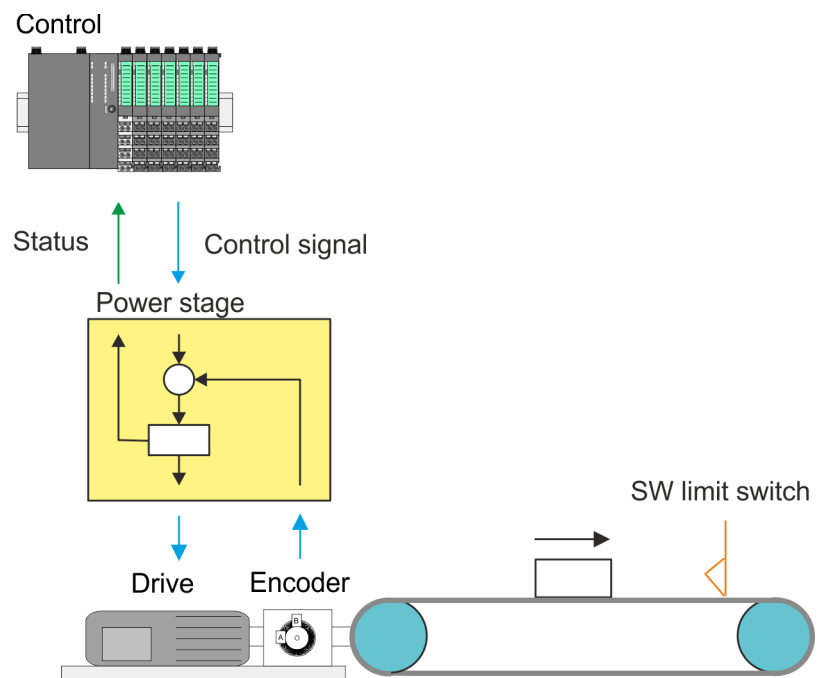 Control
Status
Control signal
Power stage
SW limit switch
Drive
Encoder
B
A